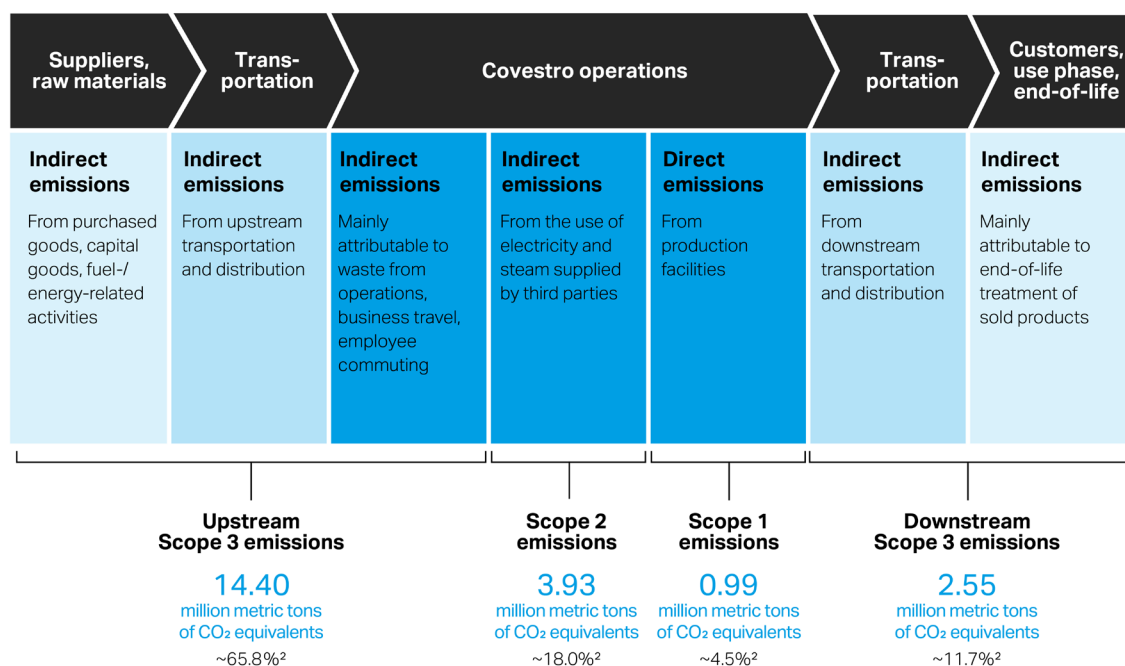 Suppliers,
raw materials
Trans-
portation
Covestro operations
Trans-
portation
Customers,
use phase,
end-of-life
Indirect
emissions
From purchased
goods, capital
goods, fuel-/
energy-related
activities
Indirect
emissions
From upstream
transportation
and distribution
Indirect
emissions
Mainly
attributable to
waste from
operations,
business travel,
employee
commuting
Indirect
emissions
From the use of
electricity and
steam supplied
by third parties
Direct
emissions
From
production
facilities
Indirect
emissions
From
downstream
transportation
and distribution
Indirect
emissions
Mainly
attributable to
end-of-life
treatment of
sold products
Upstream
Scope 3 emissions
14.40
million metric tons
of CO₂ equivalents
~65.8%²
Scope 2
emissions
3.93
million metric tons
of CO₂ equivalents
~18.0%²
Scope 1
emissions
0.99
million metric tons
of CO₂ equivalents
~4.5%²
Downstream
Scope 3 emissions
2.55
million metric tons
of CO₂ equivalents
~11.7%²